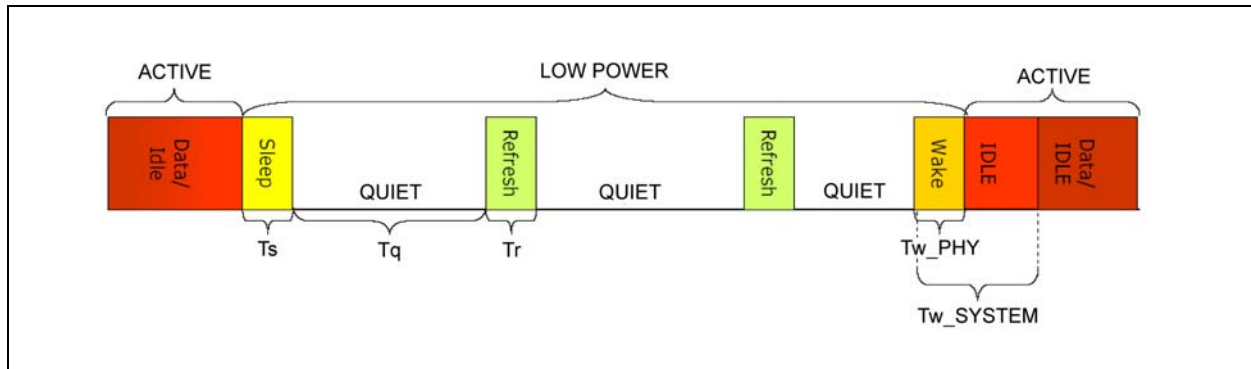 ACTIVE
LOW POWER
ACTIVE
Data/
Idle
Sleep
QUIET
Refresh
QUIET
Refresh
QUIET
Wake
IDLE
Data/
IDLE
Ts
Tq
Tr
Tw_PHY
Tw_SYSTEM